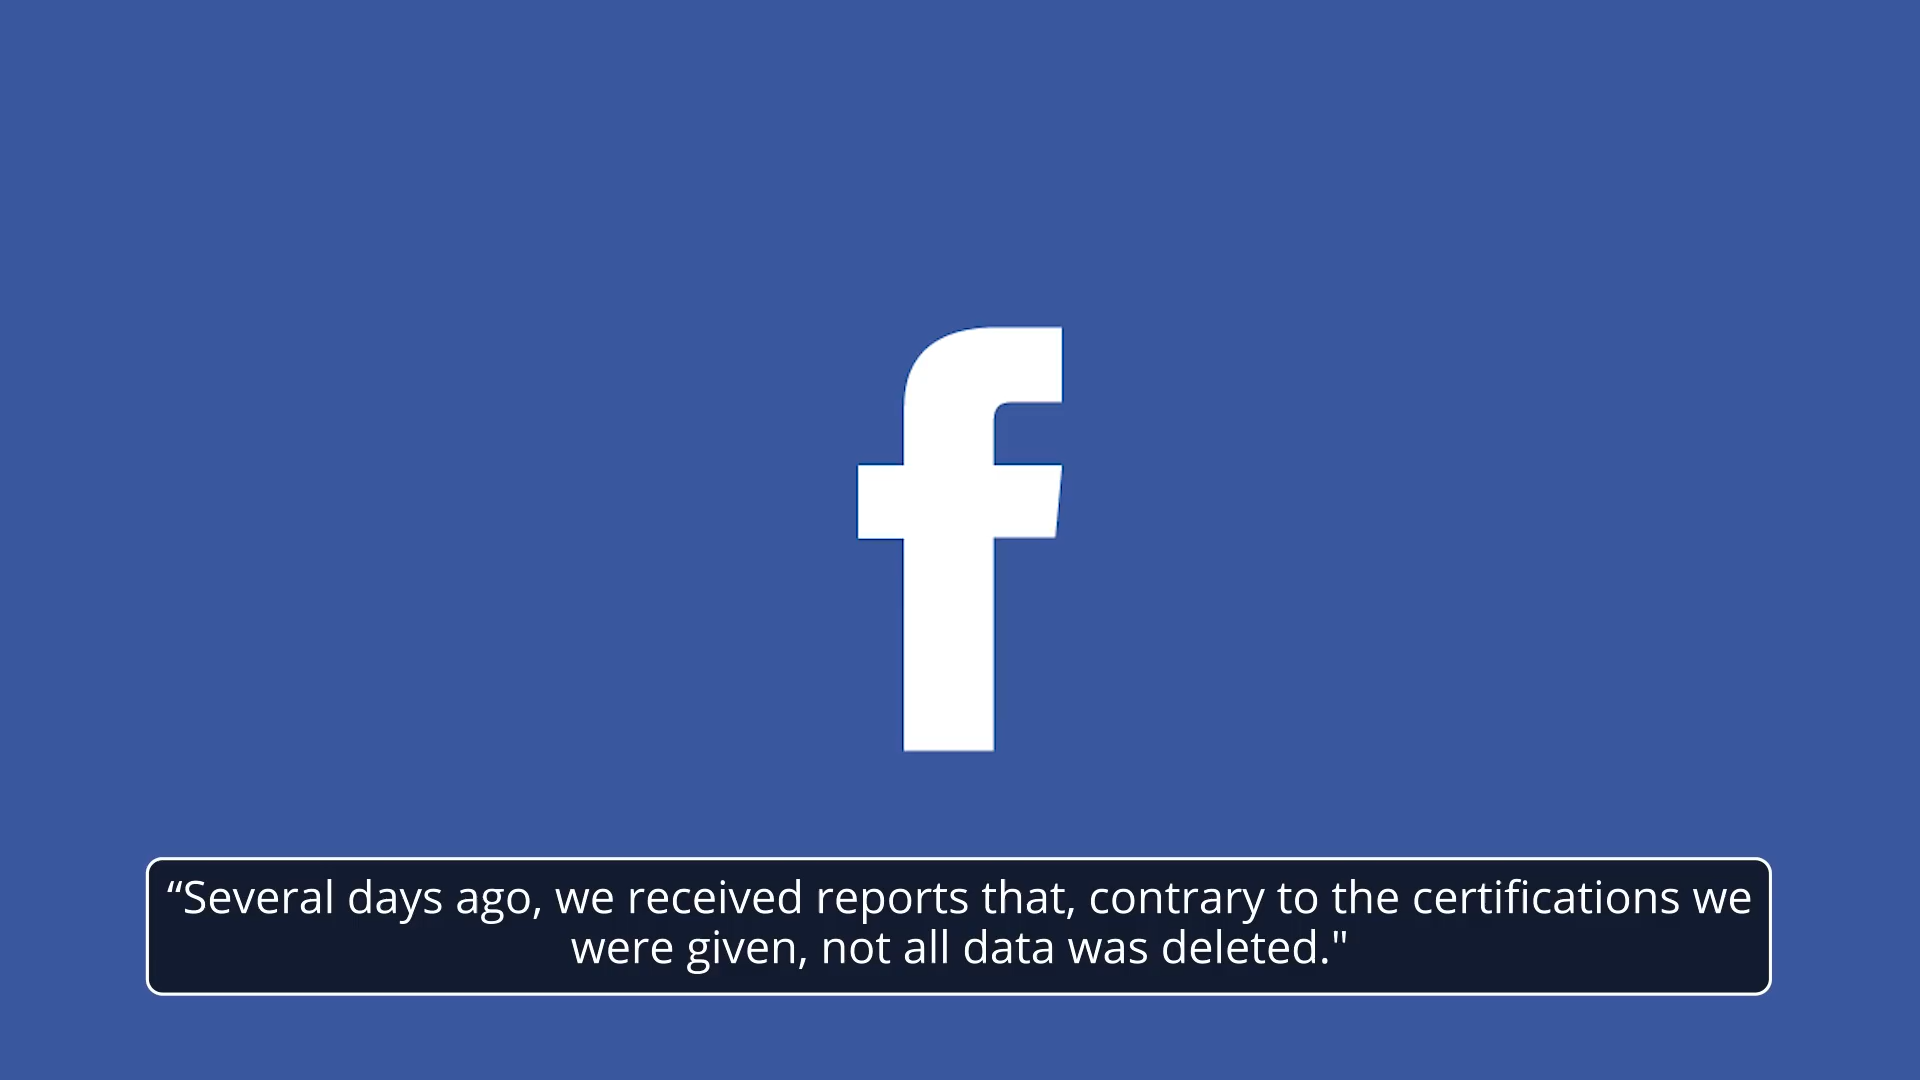 f
“Several days ago, we received reports that, contrary to the certifications we
were given, not all data was deleted."